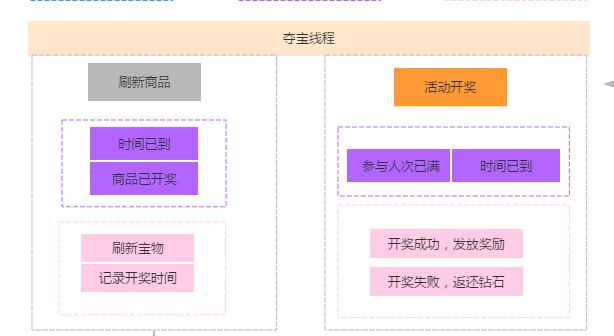 夺宝线程
刷新商品
时间已到
商品已开奖
刷新宝物
记录开奖时间
活动开奖
参与人次已满
时间已到
开奖成功，发放奖励
开奖失败，返还钻石